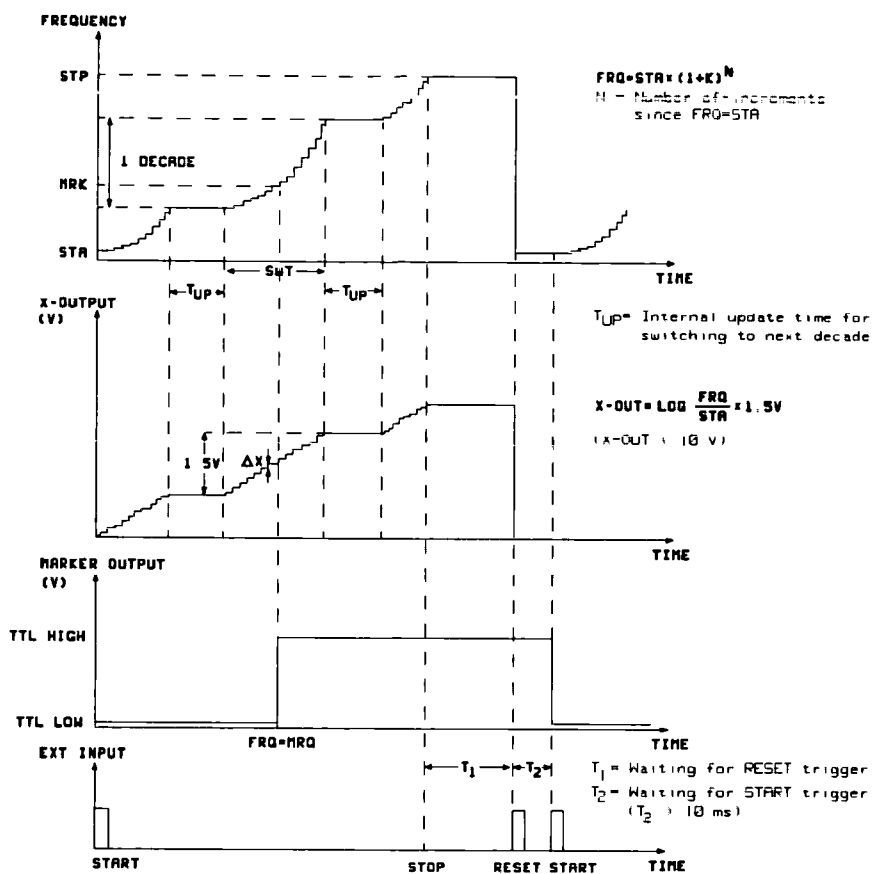 FREQUENCY
STP
1 DECADE
MRK
STA
SWT
TIME
TUP
TUP
FRQ=STA×(1+K)^N
N = Number of increments
since FRQ=STA
X-OUTPUT
(V)
TUP= Internal update time for
switching to next decade
X-OUT=LOG FRQ/STA × 1.5V
(X-OUT < 10 V)
1 5V
ΔX
TIME
MARKER OUTPUT
(V)
TTL HIGH
TTL LOW
FRQ=MRQ
TIME
EXT INPUT
T1
T2
T1= Waiting for RESET trigger
T2= Waiting for START trigger
(T2 > 10 ms)
START
STOP
RESET START
TIME